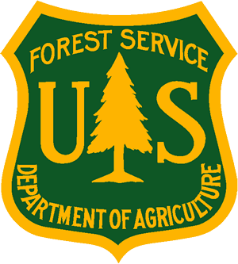 FOREST SERVICE
U S
DEPARTMENT OF AGRICULTURE